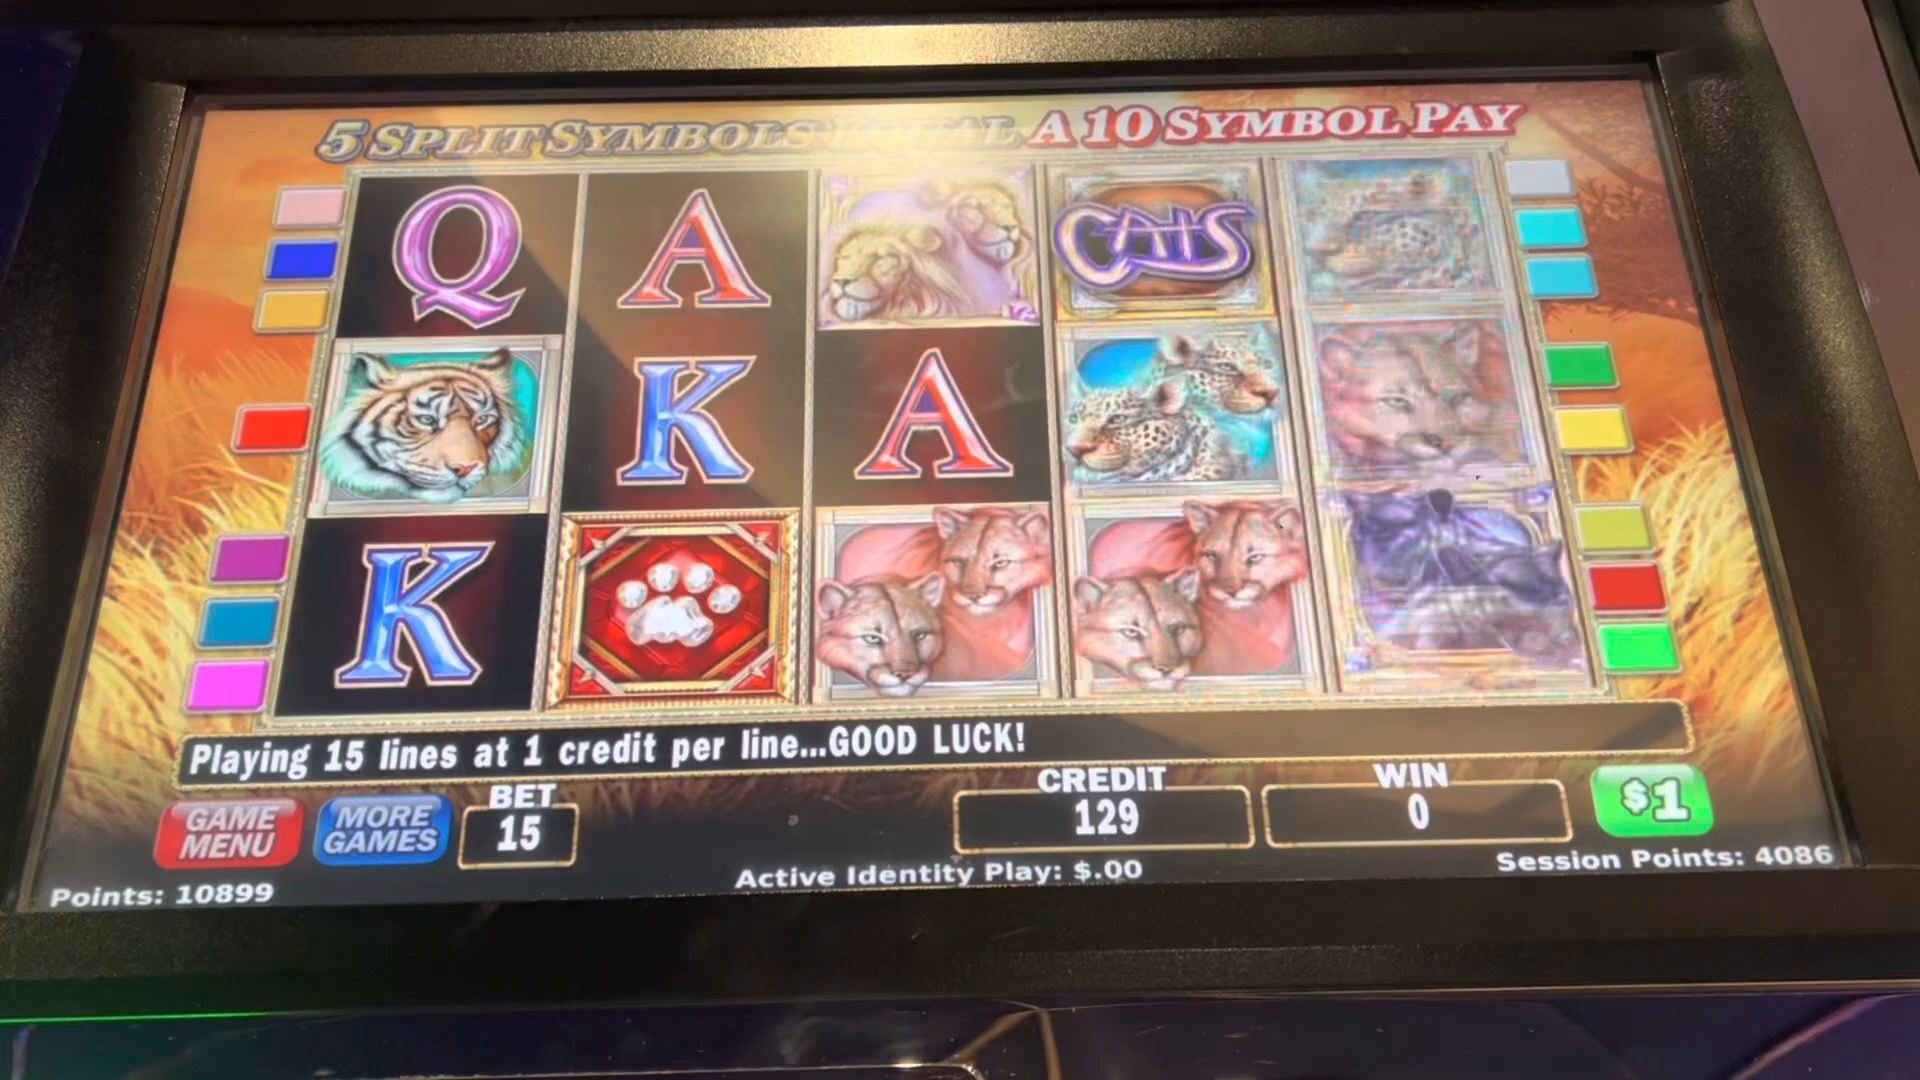 5 SPLIT SYMBOLS EQUAL A 10 SYMBOL PAY
Q A CATS
K A
K
Playing 15 lines at 1 credit per line...GOOD LUCK!
GAME MENU
MORE GAMES
BET
15
CREDIT
129
WIN
0
$1
Points: 10899
Active Identity Play: $.00
Session Points: 4086